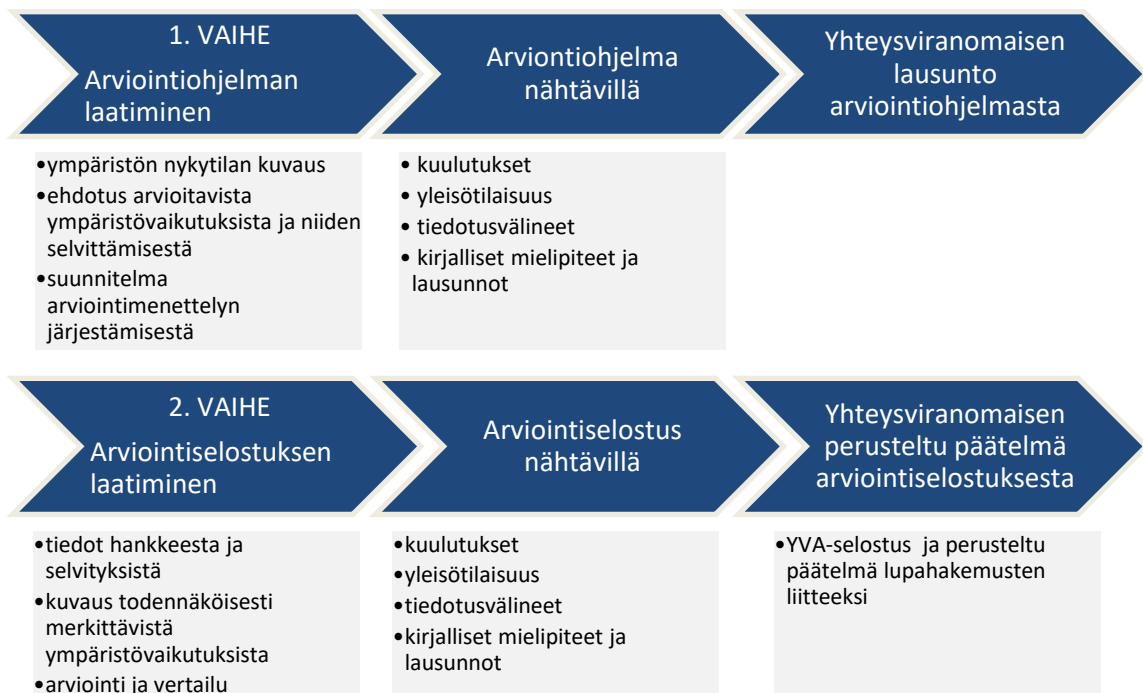 1. VAIHE
Arviointiohjelman
laatiminen
Arviontiohjelma
nähtävillä
Yhteysviranomaisen
lausunto
arviointiohjelmasta
•ympäristön nykytilan kuvaus
•ehdotus arvioitavista
ympäristövaikutuksista ja niiden
selvittämisestä
•suunnitelma
arviointimenettelyn
järjestämisestä
• kuulutukset
• yleisötilaisuus
• tiedotusvälineet
• kirjalliset mielipiteet ja
lausunnot
2. VAIHE
Arviointiselostuksen
laatiminen
Arviointiselostus
nähtävillä
Yhteysviranomaisen
perusteltu päätelmä
arviointiselostuksesta
•tiedot hankkeesta ja
selvityksistä
•kuvaus todennäköisesti
merkittävistä
ympäristövaikutuksista
•arviointi ja vertailu
•kuulutukset
•yleisötilaisuus
•tiedotusvälineet
•kirjalliset mielipiteet ja
lausunnot
•YVA-selostus ja perusteltu
päätelmä lupahakemusten
liitteeksi